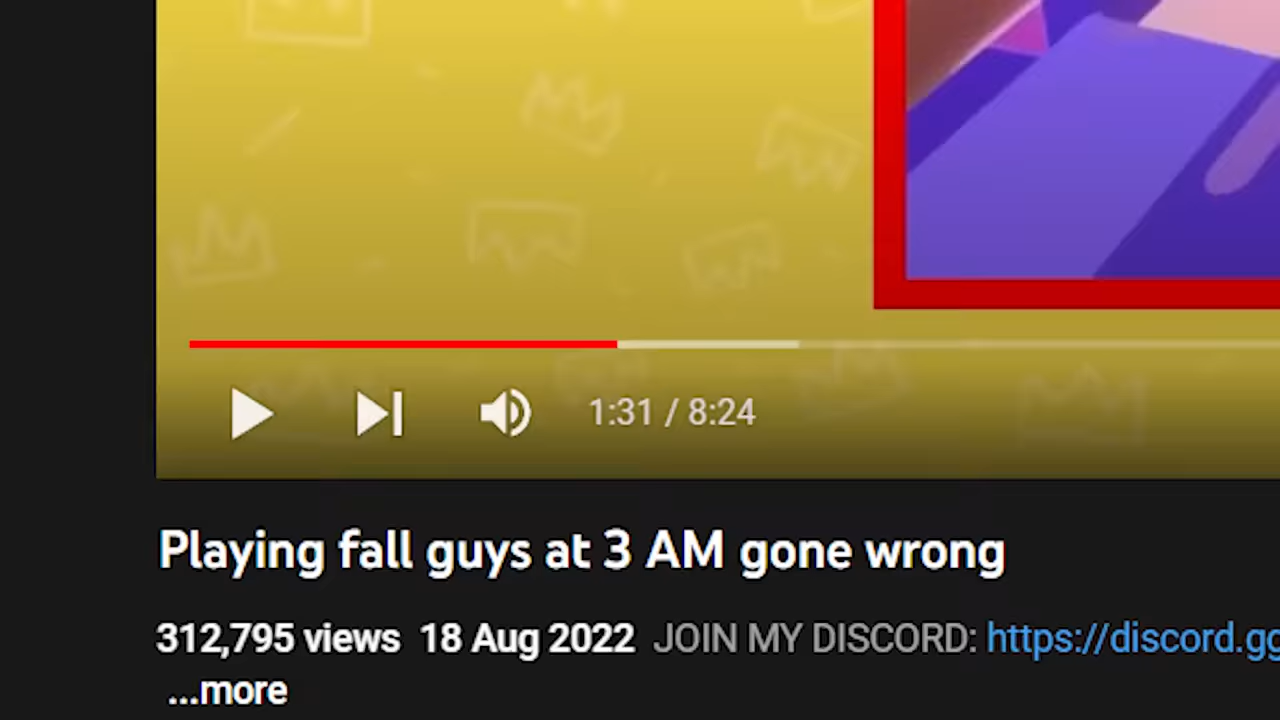 1:31 / 8:24
Playing fall guys at 3 AM gone wrong
312,795 views 18 Aug 2022 JOIN MY DISCORD: https://discord.gg
...more